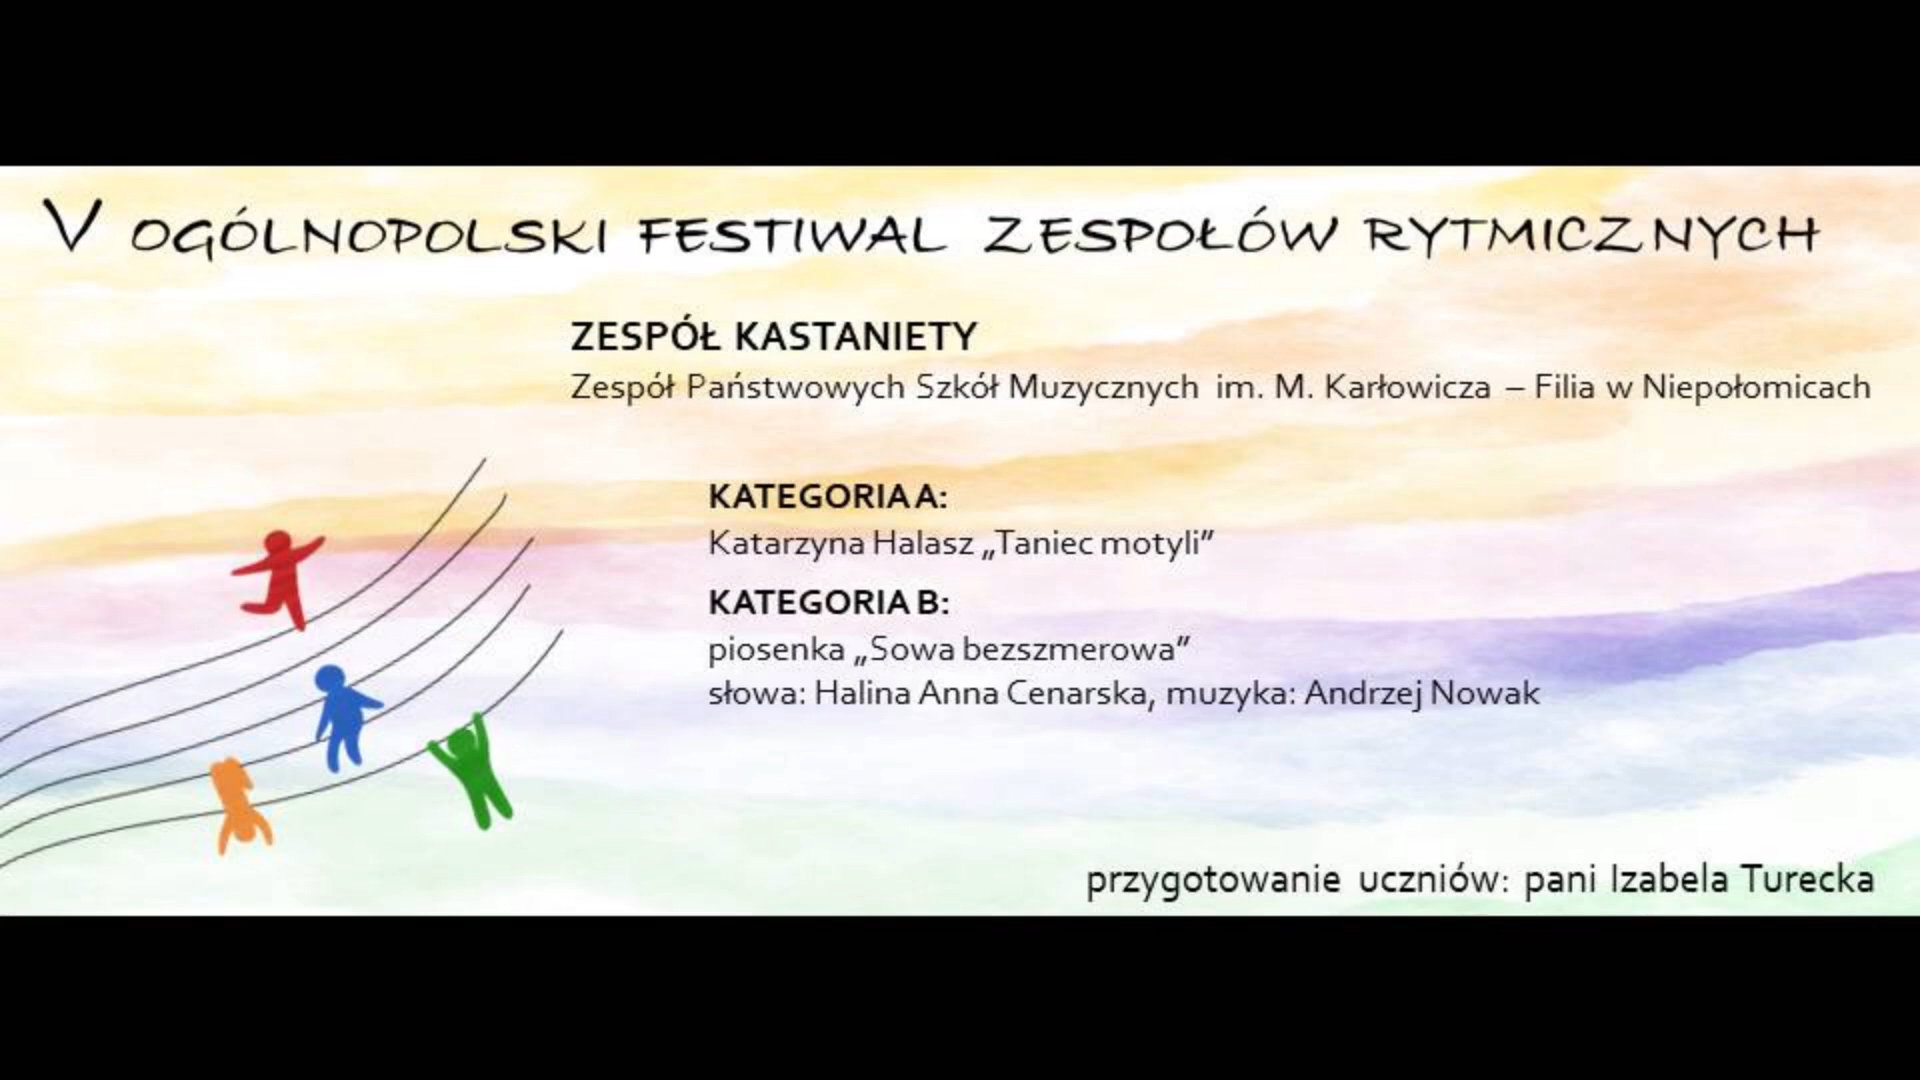 V OGÓLNOPOLSKI FESTIWAL ZESPOŁÓW RYTMICZNYCH
ZESPÓŁ KASTANIETY
Zespół Państwowych Szkół Muzycznych im. M. Karłowicza – Filia w Niepołomicach
KATEGORIA A:
Katarzyna Halasz „Taniec motyli”
KATEGORIA B:
piosenka „Sowa bezszmerowa”
słowa: Halina Anna Cenarska, muzyka: Andrzej Nowak
przygotowanie uczniów: pani Izabela Turecka